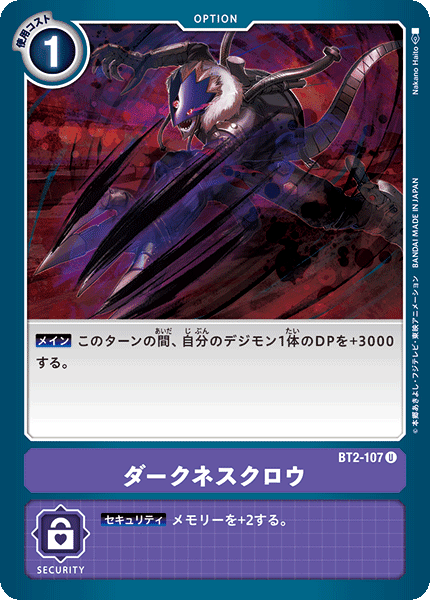 OPTION
使用コスト
1
Nakano Haito
©本郷あきよし・フジテレビ・東映アニメーション BANDAI MADE IN JAPAN
メイン このターンの間、自分のデジモン1体のDPを+3000
する。
BT2-107 U
ダークネスクロウ
セキュリティ メモリーを+2する。
SECURITY